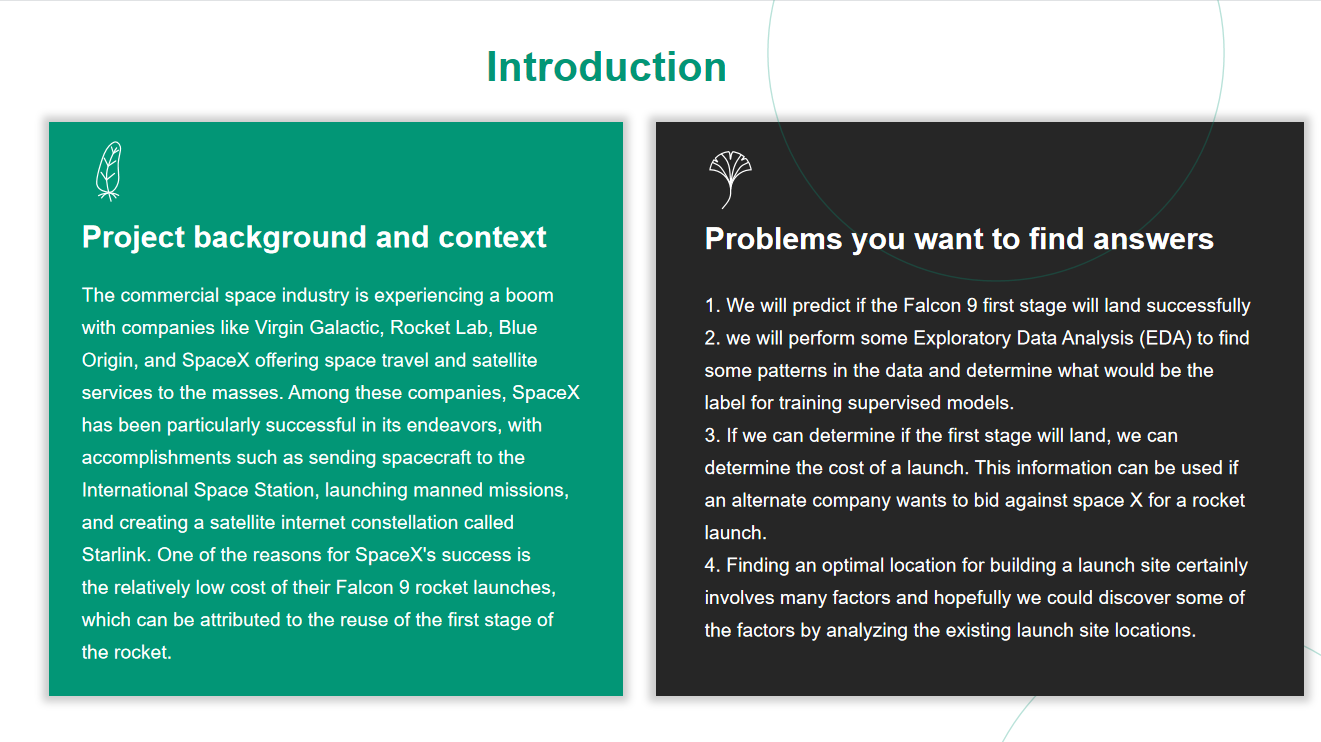 Introduction
Project background and context
The commercial space industry is experiencing a boom
with companies like Virgin Galactic, Rocket Lab, Blue
Origin, and SpaceX offering space travel and satellite
services to the masses. Among these companies, SpaceX
has been particularly successful in its endeavors, with
accomplishments such as sending spacecraft to the
International Space Station, launching manned missions,
and creating a satellite internet constellation called
Starlink. One of the reasons for SpaceX's success is
the relatively low cost of their Falcon 9 rocket launches,
which can be attributed to the reuse of the first stage of
the rocket.
Problems you want to find answers
1. We will predict if the Falcon 9 first stage will land successfully
2. we will perform some Exploratory Data Analysis (EDA) to find
some patterns in the data and determine what would be the
label for training supervised models.
3. If we can determine if the first stage will land, we can
determine the cost of a launch. This information can be used if
an alternate company wants to bid against space X for a rocket
launch.
4. Finding an optimal location for building a launch site certainly
involves many factors and hopefully we could discover some of
the factors by analyzing the existing launch site locations.